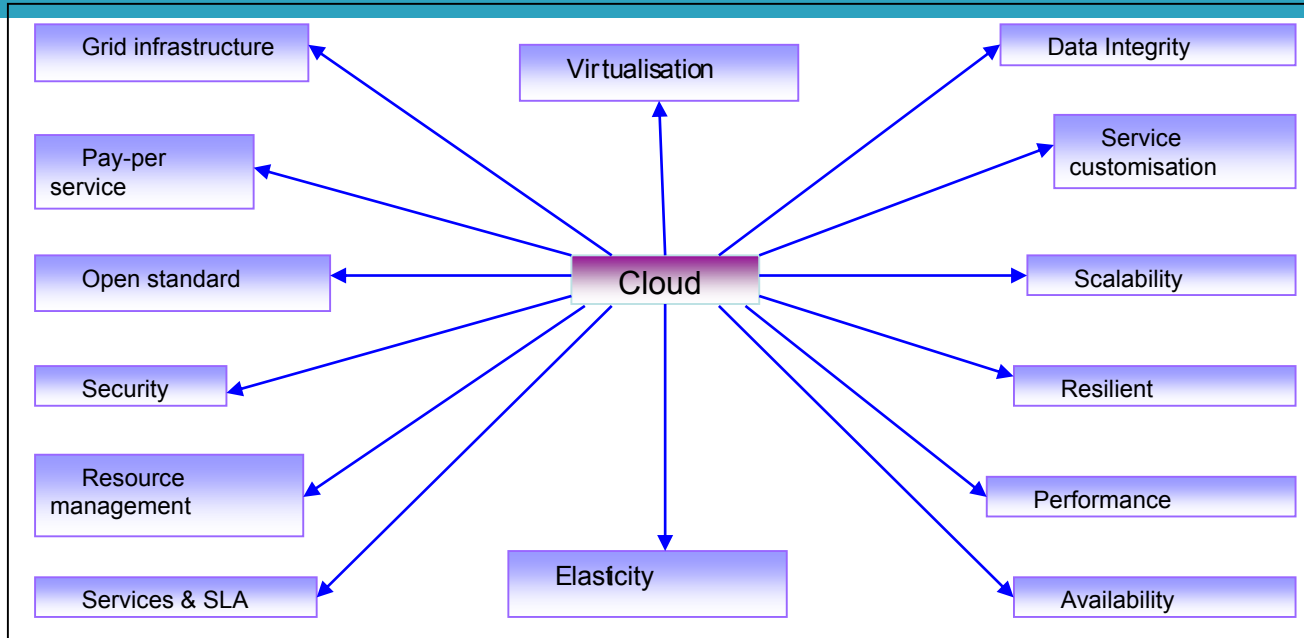 Grid infrastructure
Virtualisation
Data Integrity
Pay-per
service
Service
customisation
Open standard
Cloud
Scalability
Security
Resilient
Resource
management
Performance
Elasticity
Services & SLA
Availability